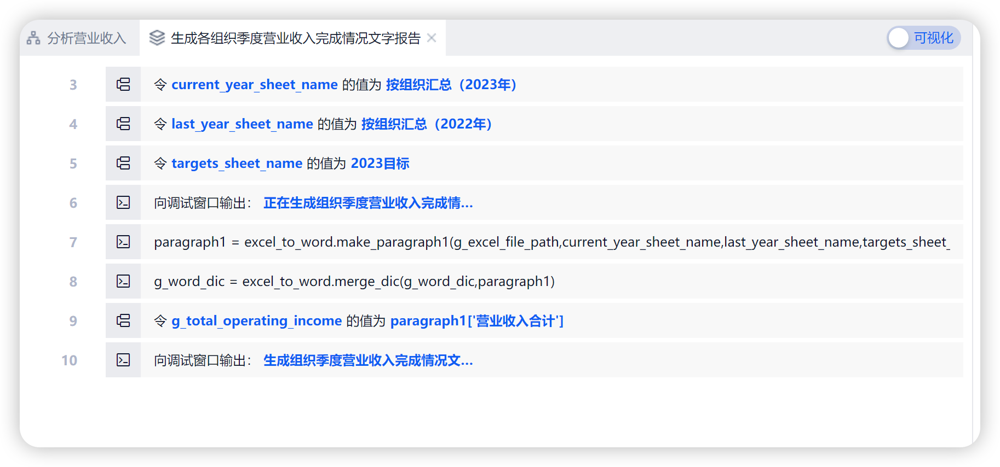 分析营业收入 生成各组织季度营业收入完成情况文字报告 可视化
3 令 current_year_sheet_name 的值为 按组织汇总（2023年）
4 令 last_year_sheet_name 的值为 按组织汇总（2022年）
5 令 targets_sheet_name 的值为 2023目标
6 向调试窗口输出： 正在生成组织季度营业收入完成情...
7 paragraph1 = excel_to_word.make_paragraph1(g_excel_file_path,current_year_sheet_name,last_year_sheet_name,targets_sheet_
8 g_word_dic = excel_to_word.merge_dic(g_word_dic,paragraph1)
9 令 g_total_operating_income 的值为 paragraph1['营业收入合计']
10 向调试窗口输出： 生成组织季度营业收入完成情况文...